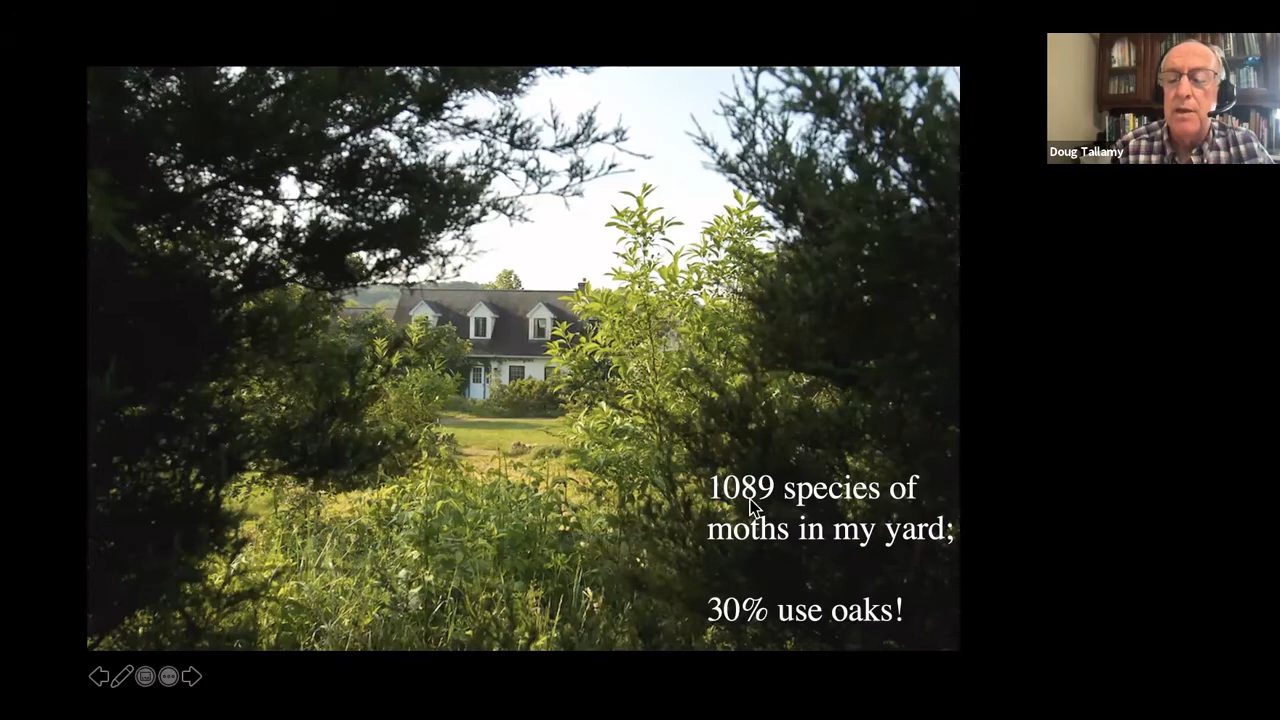 Doug Tallamy
1089 species of
moths in my yard;
30% use oaks!